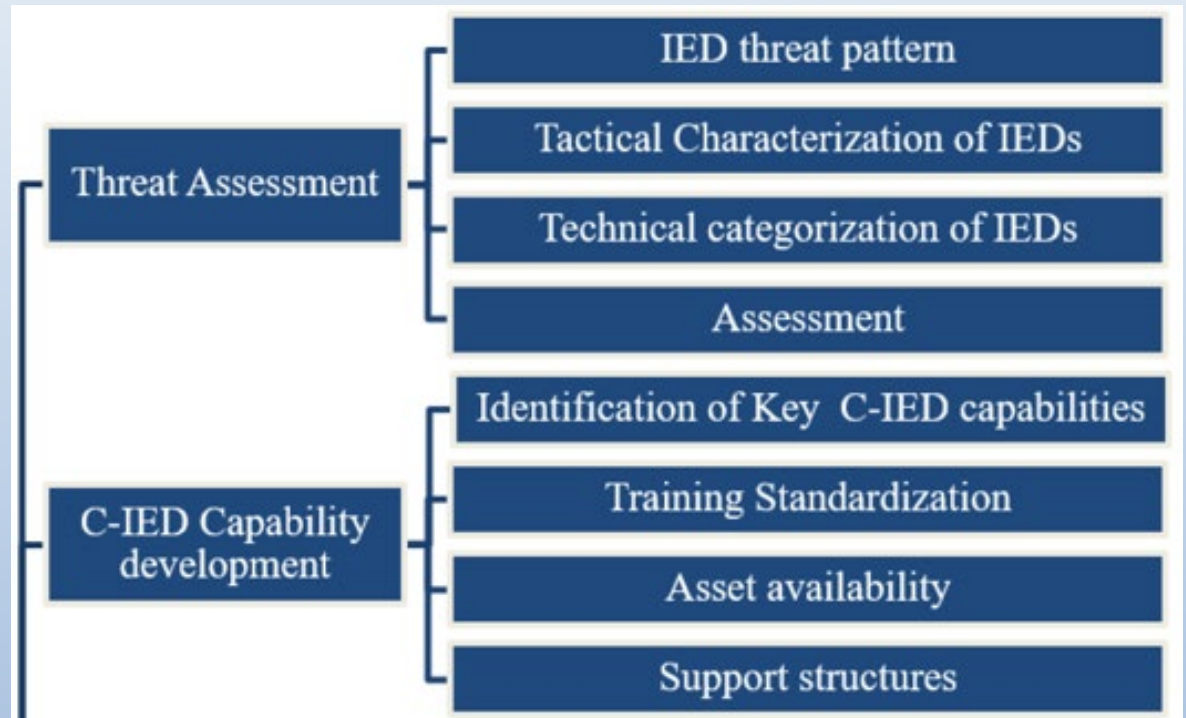 Threat Assessment
IED threat pattern
Tactical Characterization of IEDs
Technical categorization of IEDs
Assessment
C-IED Capability
development
Identification of Key C-IED capabilities
Training Standardization
Asset availability
Support structures